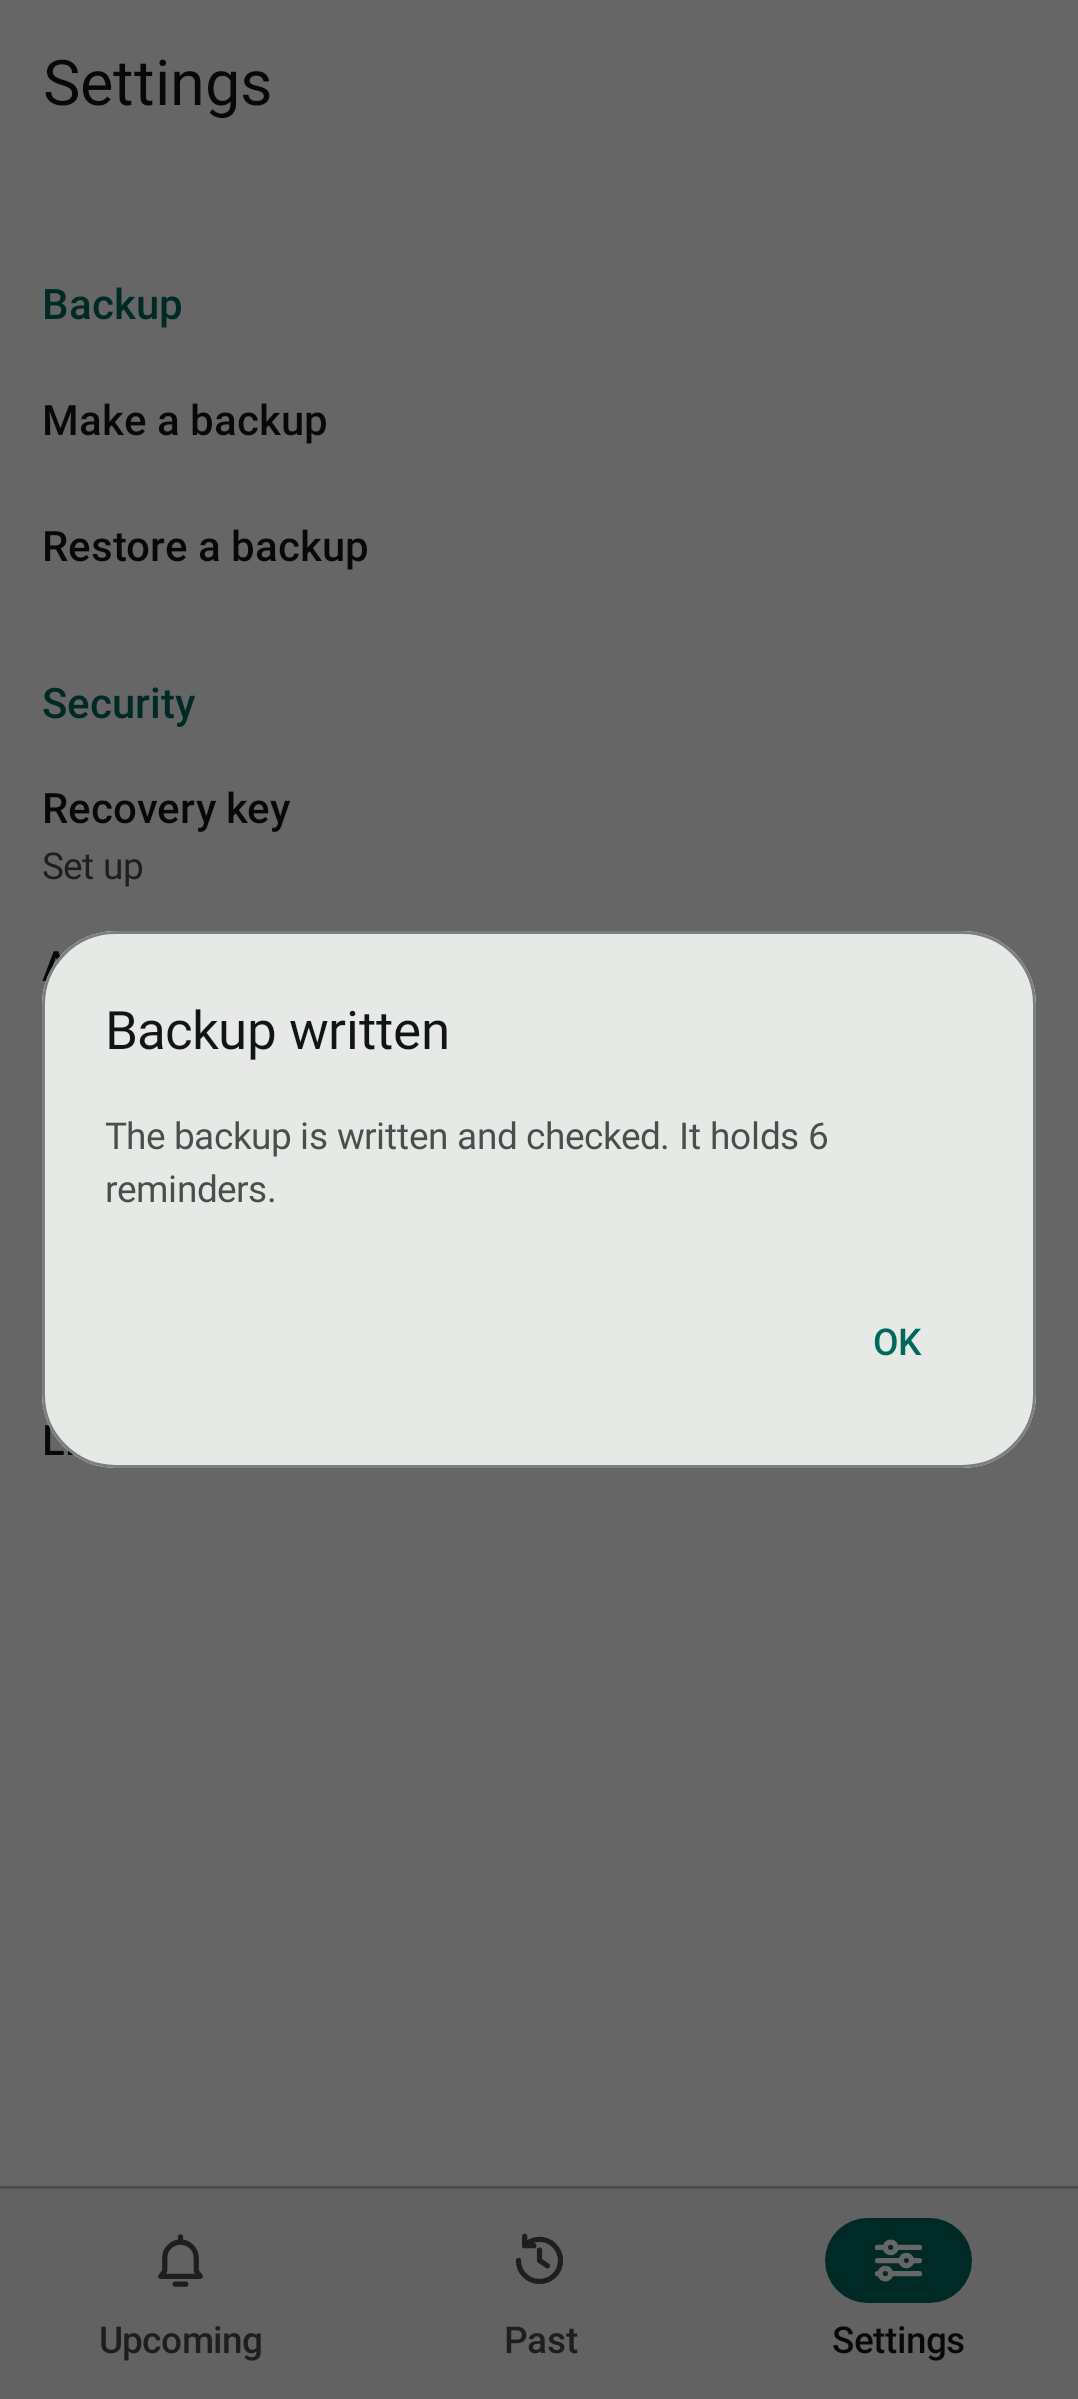 Settings
Backup
Make a backup
Restore a backup
Security
Recovery key
Set up
Backup written
The backup is written and checked. It holds 6
reminders.
OK
Upcoming
Past
Settings